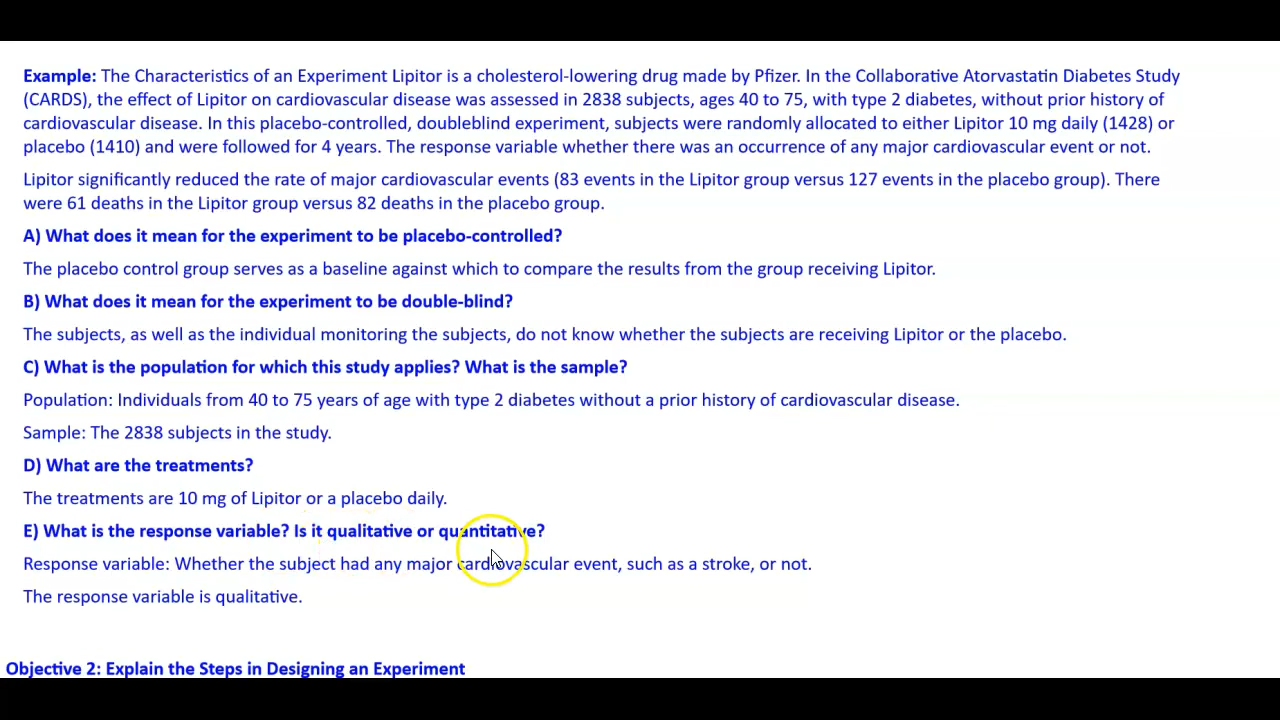 Example: The Characteristics of an Experiment Lipitor is a cholesterol-lowering drug made by Pfizer. In the Collaborative Atorvastatin Diabetes Study
(CARDS), the effect of Lipitor on cardiovascular disease was assessed in 2838 subjects, ages 40 to 75, with type 2 diabetes, without prior history of
cardiovascular disease. In this placebo-controlled, doubleblind experiment, subjects were randomly allocated to either Lipitor 10 mg daily (1428) or
placebo (1410) and were followed for 4 years. The response variable whether there was an occurrence of any major cardiovascular event or not.
Lipitor significantly reduced the rate of major cardiovascular events (83 events in the Lipitor group versus 127 events in the placebo group). There
were 61 deaths in the Lipitor group versus 82 deaths in the placebo group.
A) What does it mean for the experiment to be placebo-controlled?
The placebo control group serves as a baseline against which to compare the results from the group receiving Lipitor.
B) What does it mean for the experiment to be double-blind?
The subjects, as well as the individual monitoring the subjects, do not know whether the subjects are receiving Lipitor or the placebo.
C) What is the population for which this study applies? What is the sample?
Population: Individuals from 40 to 75 years of age with type 2 diabetes without a prior history of cardiovascular disease.
Sample: The 2838 subjects in the study.
D) What are the treatments?
The treatments are 10 mg of Lipitor or a placebo daily.
E) What is the response variable? Is it qualitative or quantitative?
Response variable: Whether the subject had any major cardiovascular event, such as a stroke, or not.
The response variable is qualitative.
Objective 2: Explain the Steps in Designing an Experiment